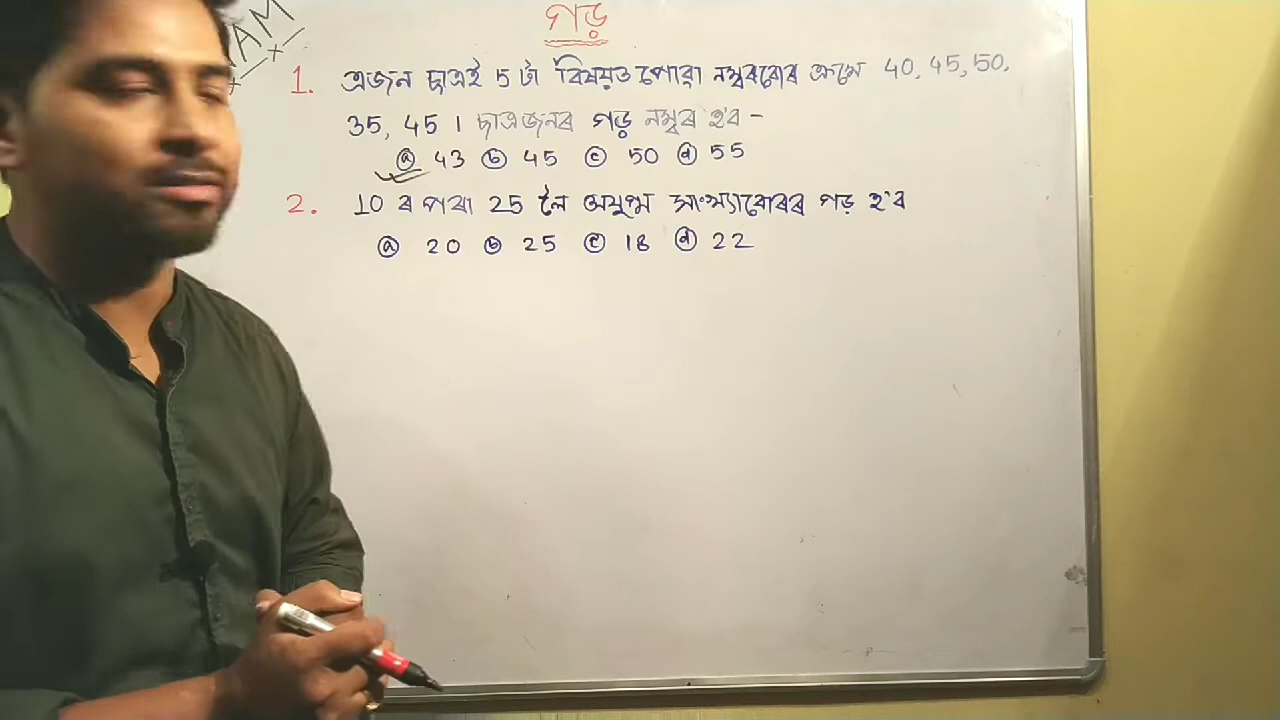 গড়
AM
1. এজন ছাত্ৰই 5 টা বিষয়ত পোৱা নম্বৰবোৰ ক্ৰমে 40, 45, 50,
35, 45 । ছাত্ৰজনৰ গড় নম্বৰ হ'ব –
ⓐ 43 ⓑ 45 ⓒ 50 ⓓ 55
2. 10 ৰ পৰা 25 লৈ অযুগ্ম সংখ্যাবোৰৰ গড় হ'ব
ⓐ 20 ⓑ 25 ⓒ 18 ⓓ 22